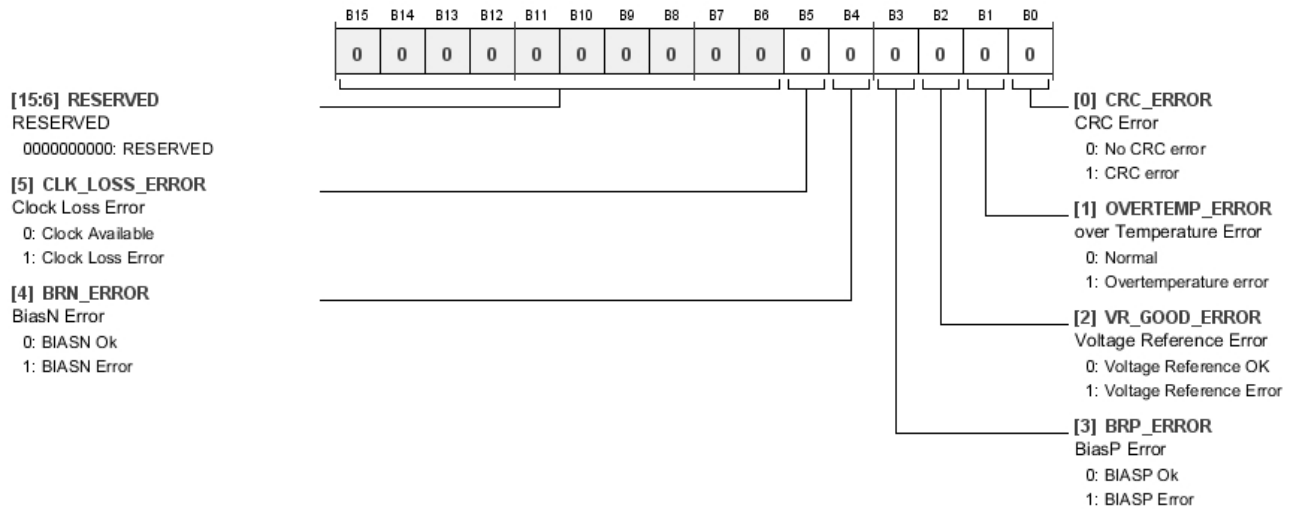 B15 B14 B13 B12 B11 B10 B9 B8 B7 B6 B5 B4 B3 B2 B1 B0
0 0 0 0 0 0 0 0 0 0 0 0 0 0 0 0
[15:6] RESERVED
RESERVED
0000000000: RESERVED
[5] CLK_LOSS_ERROR
Clock Loss Error
0: Clock Available
1: Clock Loss Error
[4] BRN_ERROR
BiasN Error
0: BIASN Ok
1: BIASN Error
[0] CRC_ERROR
CRC Error
0: No CRC error
1: CRC error
[1] OVERTEMP_ERROR
over Temperature Error
0: Normal
1: Overtemperature error
[2] VR_GOOD_ERROR
Voltage Reference Error
0: Voltage Reference OK
1: Voltage Reference Error
[3] BRP_ERROR
BiasP Error
0: BIASP Ok
1: BIASP Error